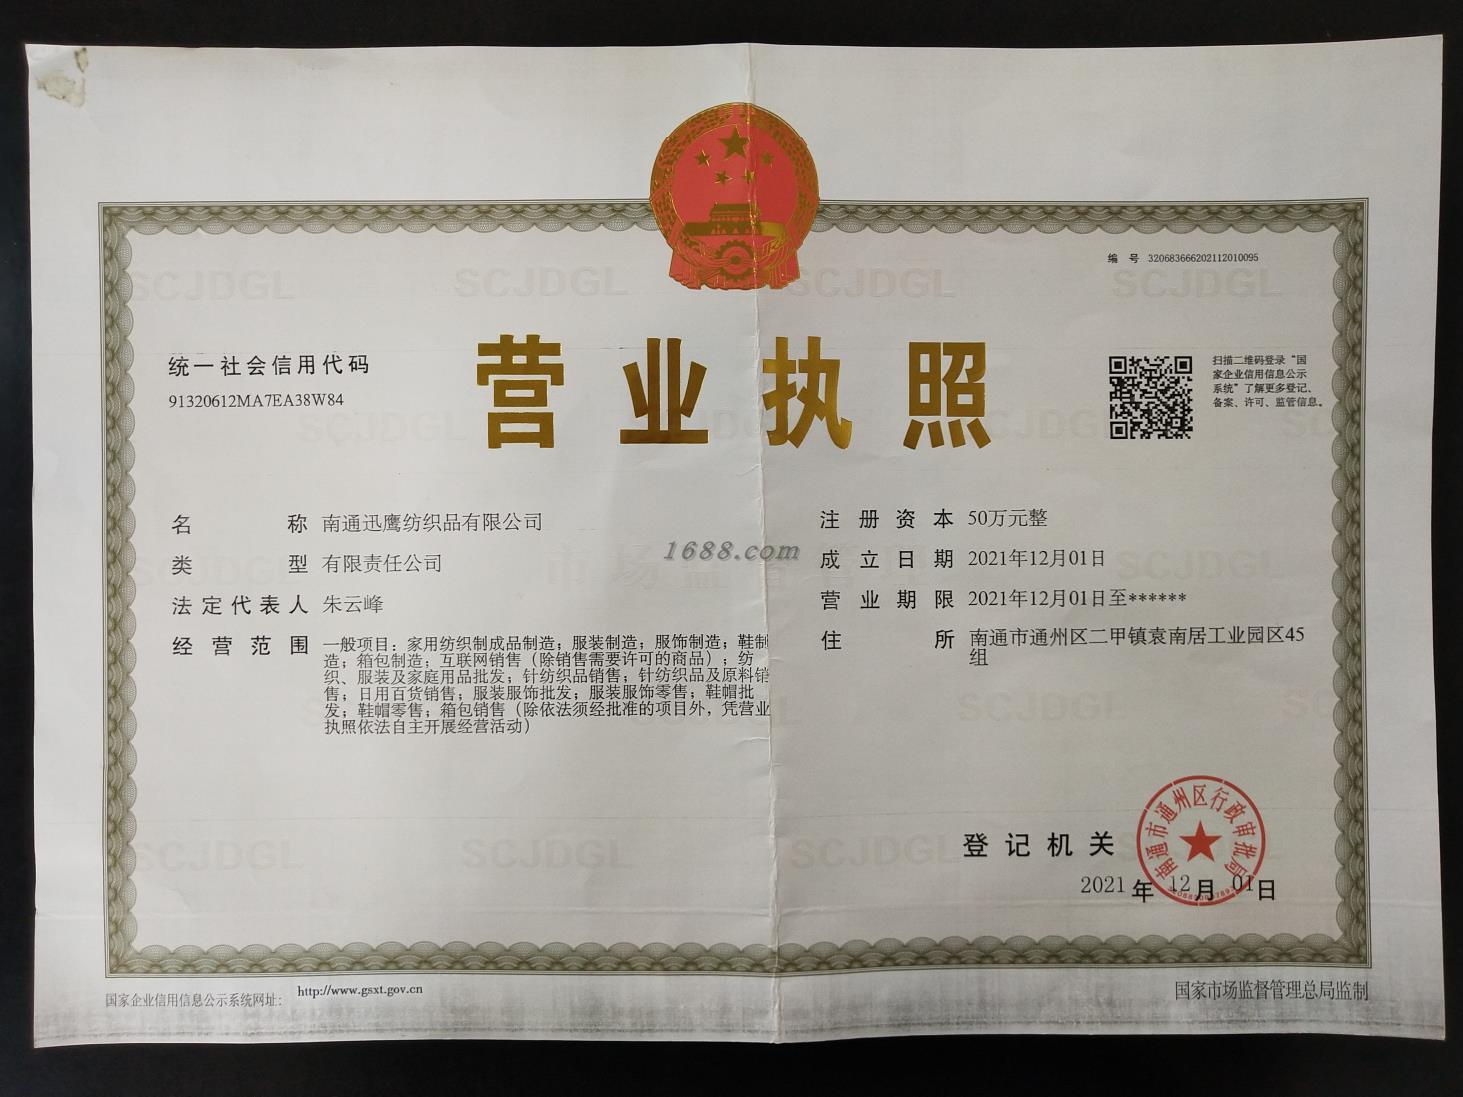 编 号 320683666202112010095
统一社会信用代码
91320612MA7EA38W84
营业执照
扫描二维码登录“国
家企业信用信息公示
系统”了解更多登记、
备案、许可、监管信息。
名 称 南通迅鹰纺织品有限公司
类 型 有限责任公司
法定代表人 朱云峰
经营范围 一般项目：家用纺织制成品制造；服装制造；服饰制造；鞋制
造；箱包制造；互联网销售（除销售需要许可的商品）；纺
织、服装及家庭用品批发；针纺织品销售；针纺织品及原料销
售；日用百货销售；服装服饰批发；服装服饰零售；鞋帽批
发；鞋帽零售；箱包销售（除依法须经批准的项目外，凭营业
执照依法自主开展经营活动）
注册资本 50万元整
成立日期 2021年12月01日
营业期限 2021年12月01日至******
住 所 南通市通州区二甲镇袁南居工业园区45
组
1688.com
SCJDGL
市场监督管理
登记机关
南通市通州区行政审批局
2021 年 12 月 01 日
国家企业信用信息公示系统网址： http://www.gsxt.gov.cn
国家市场监督管理总局监制